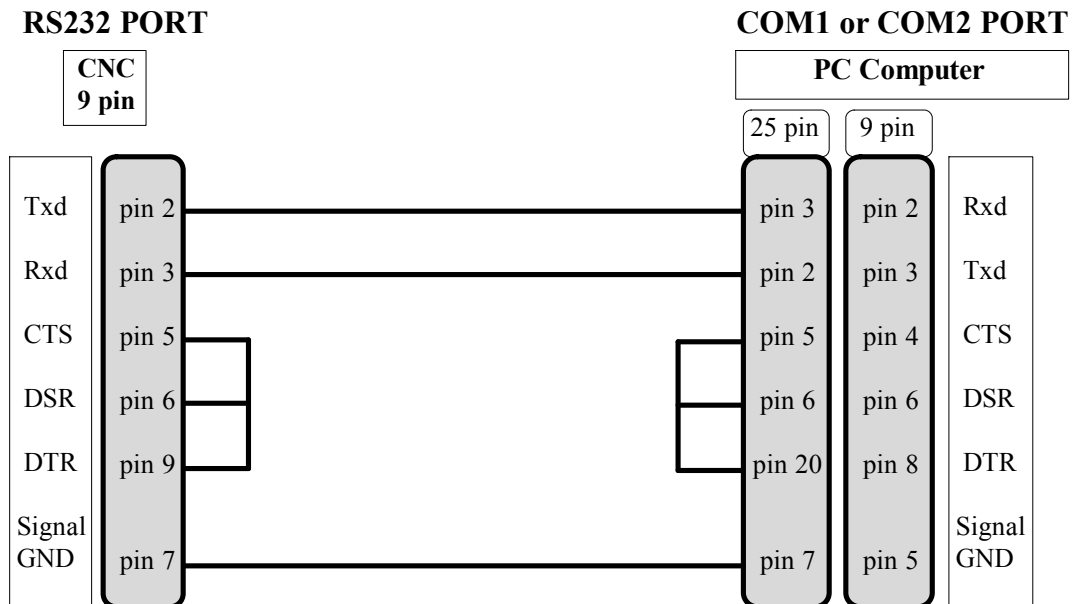 RS232 PORT
COM1 or COM2 PORT
CNC
9 pin
PC Computer
25 pin 9 pin
Txd pin 2 pin 3 pin 2 Rxd
Rxd pin 3 pin 2 pin 3 Txd
CTS pin 5 pin 5 pin 4 CTS
DSR pin 6 pin 6 pin 6 DSR
DTR pin 9 pin 20 pin 8 DTR
Signal Signal
GND pin 7 pin 7 pin 5 GND